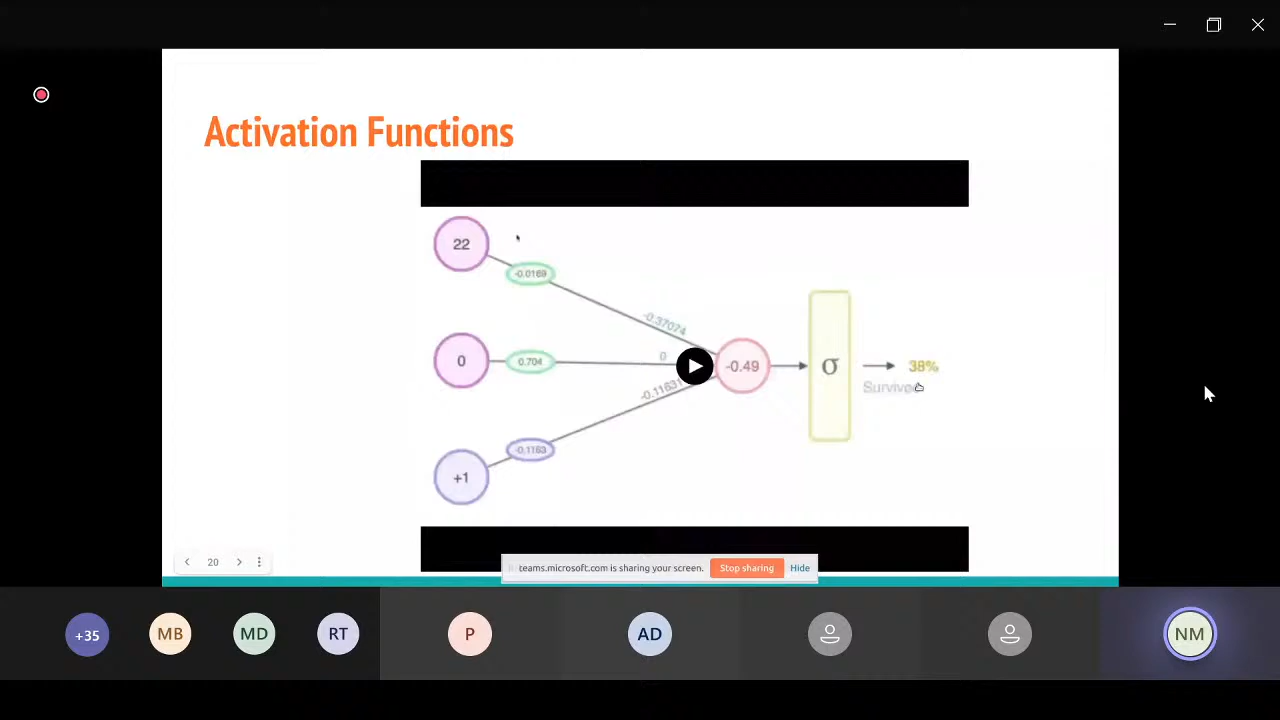 Activation Functions
22
-0.0169
-0.37074
0
0.704
0
-0.49
σ
38%
Survived
-0.11631
-0.1163
+1
20
teams.microsoft.com is sharing your screen.
Stop sharing
Hide
+35
MB
MD
RT
P
AD
NM